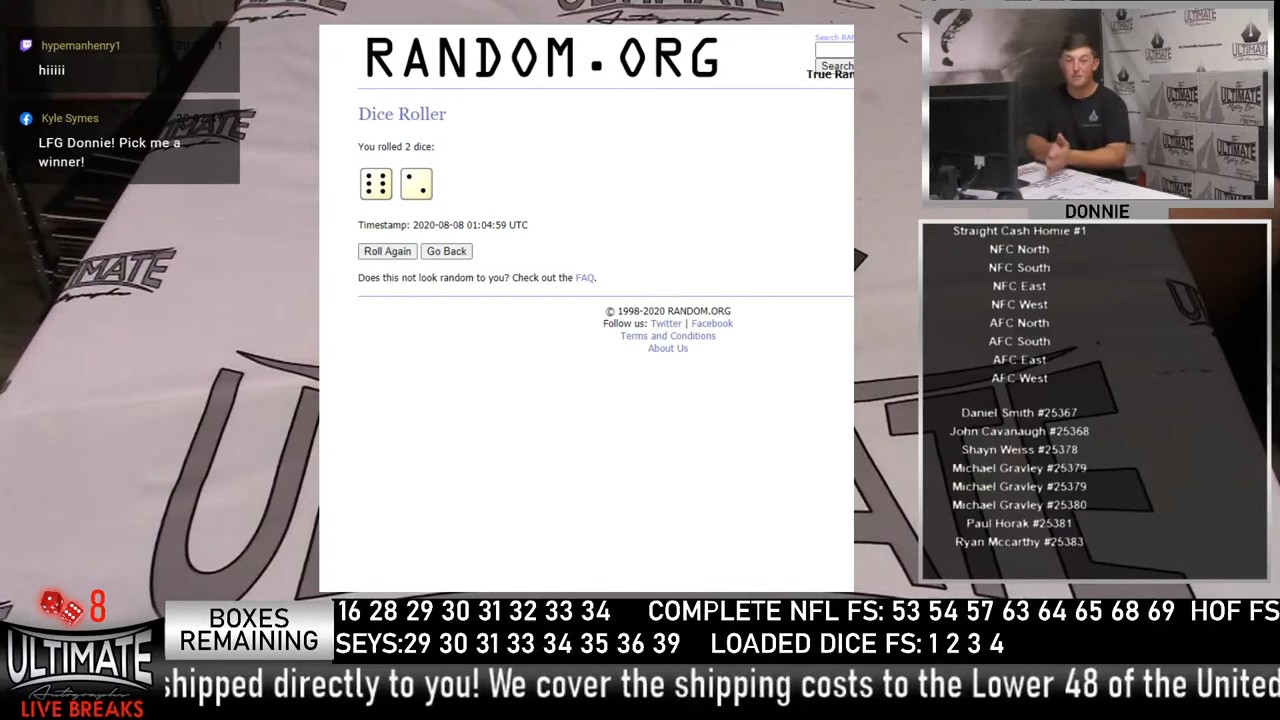 hypemanhenry1
hiiiii
Kyle Symes
LFG Donnie! Pick me a
winner!
RANDOM.ORG
Search RAN
Search
True Ran
Dice Roller
You rolled 2 dice:
Timestamp: 2020-08-08 01:04:59 UTC
Roll Again
Go Back
Does this not look random to you? Check out the FAQ.
© 1998-2020 RANDOM.ORG
Follow us: Twitter | Facebook
Terms and Conditions
About Us
DONNIE
Straight Cash Homie #1
NFC North
NFC South
NFC East
NFC West
AFC North
AFC South
AFC East
AFC West
Daniel Smith #25367
John Cavanaugh #25368
Shayn Weiss #25378
Michael Gravley #25379
Michael Gravley #25379
Michael Gravley #25380
Paul Horak #25381
Ryan Mccarthy #25383
8
ULTIMATE
Autographs
LIVE BREAKS
BOXES
REMAINING
16 28 29 30 31 32 33 34 COMPLETE NFL FS: 53 54 57 63 64 65 68 69 HOF FS
SEYS:29 30 31 33 34 35 36 39 LOADED DICE FS: 1 2 3 4
shipped directly to you! We cover the shipping costs to the Lower 48 of the United
ULTIMATE
ULTIMATE